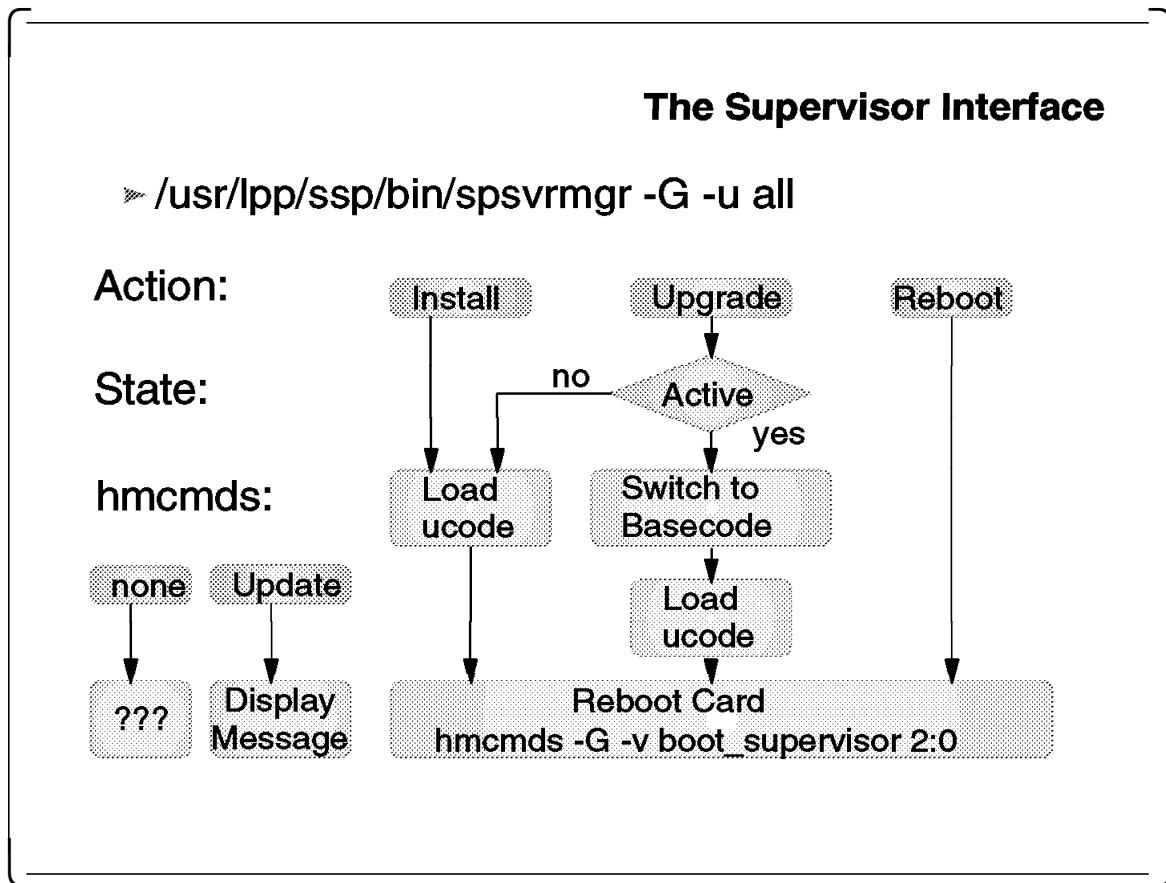 The Supervisor Interface
/usr/lpp/ssp/bin/spsvrmgr -G -u all
Action:
Install
Upgrade
Reboot
State:
no
Active
yes
hmcmds:
Load
ucode
Switch to
Basecode
none
Update
Load
ucode
???
Display
Message
Reboot Card
hmcmds -G -v boot_supervisor 2:0